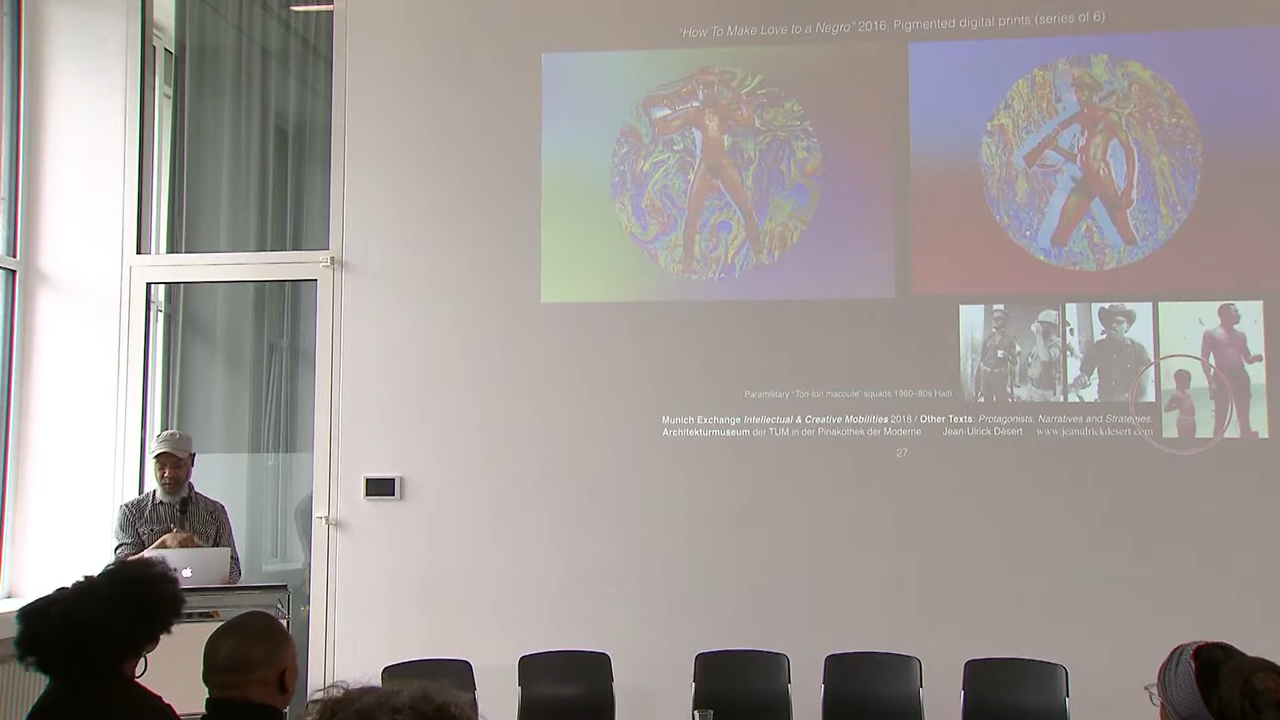 "How To Make Love to a Negro" 2016, Pigmented digital prints (series of 6)
Paramilitary "Ton-ton macoute' squads 1960–80s Haiti
Munich Exchange Intellectual & Creative Mobilities 2018 / Other Texts: Protagonists, Narratives and Strategies.
Architekturmuseum der TUM in der Pinakothek der Moderne Jean-Ulrick Désert www.jeanulrickdesert.com
27